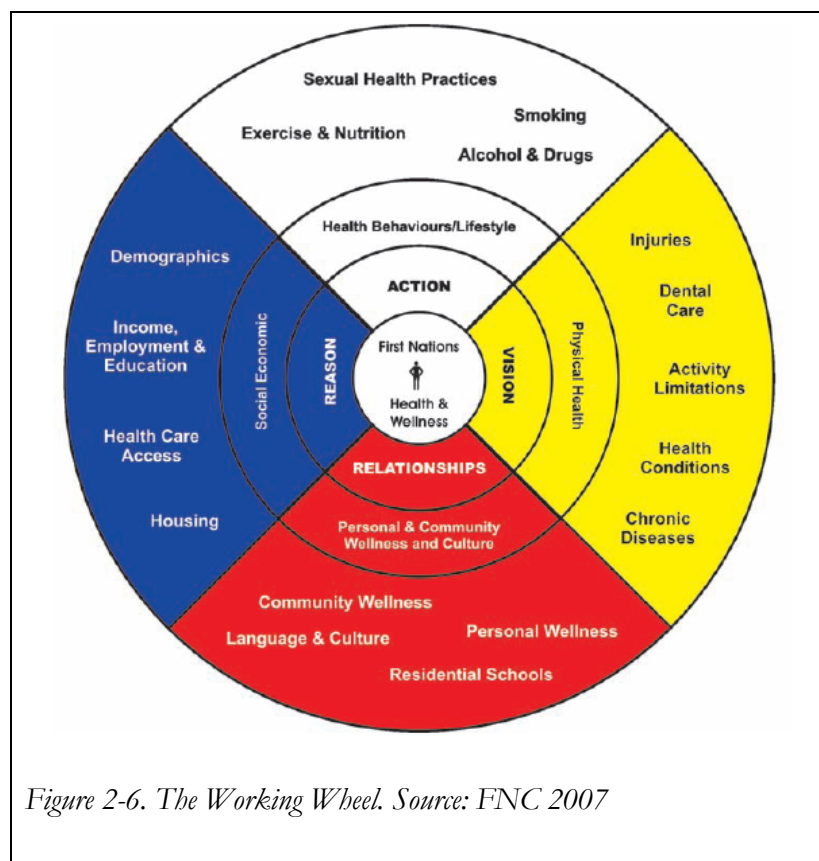 Sexual Health Practices
Smoking
Exercise & Nutrition
Alcohol & Drugs
Health Behaviours/Lifestyle
ACTION
Demographics
Income,
Employment &
Education
Health Care
Access
Housing
Social Economic
REASON
First Nations
Health &
Wellness
VISION
Physical Health
Injuries
Dental
Care
Activity
Limitations
Health
Conditions
Chronic
Diseases
RELATIONSHIPS
Personal & Community
Wellness and Culture
Community Wellness
Personal Wellness
Language & Culture
Residential Schools
Figure 2-6. The Working Wheel. Source: FNC 2007